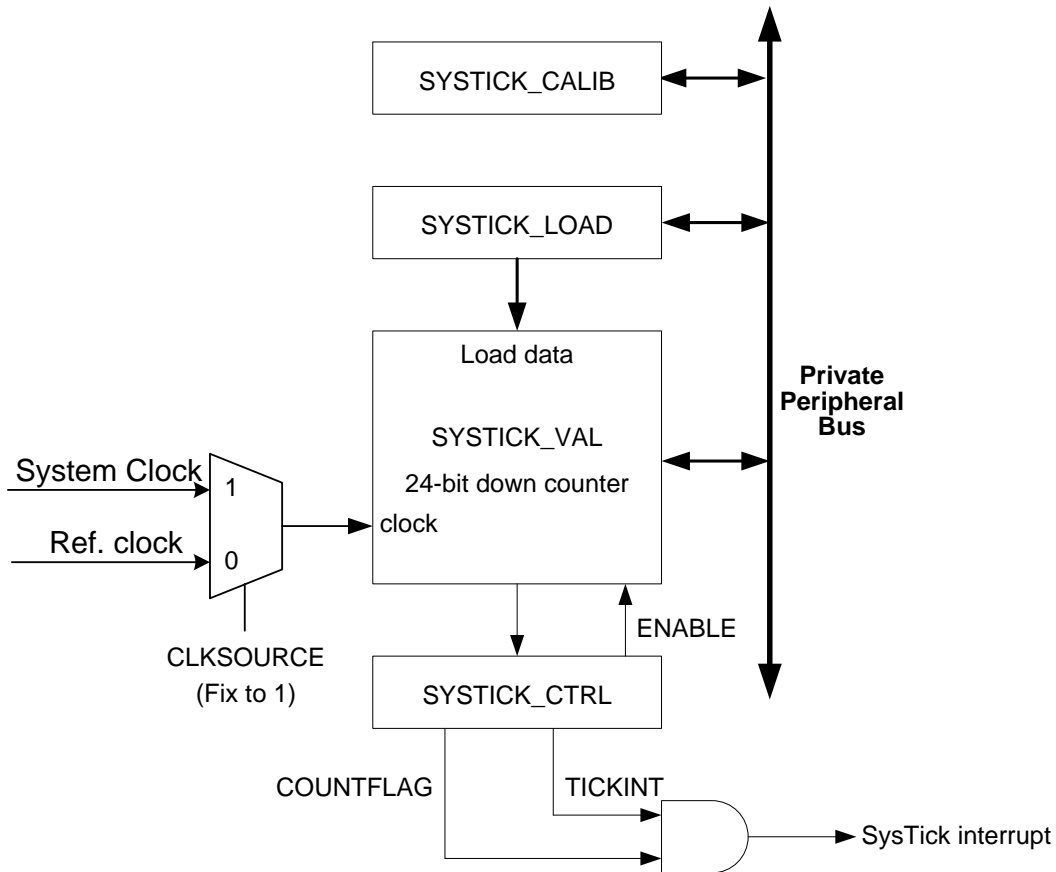 SYSTICK_CALIB
SYSTICK_LOAD
Load data
Private
Peripheral
Bus
SYSTICK_VAL
System Clock
1
24-bit down counter
clock
Ref. clock
0
ENABLE
CLKSOURCE
(Fix to 1)
SYSTICK_CTRL
COUNTFLAG
TICKINT
SysTick interrupt